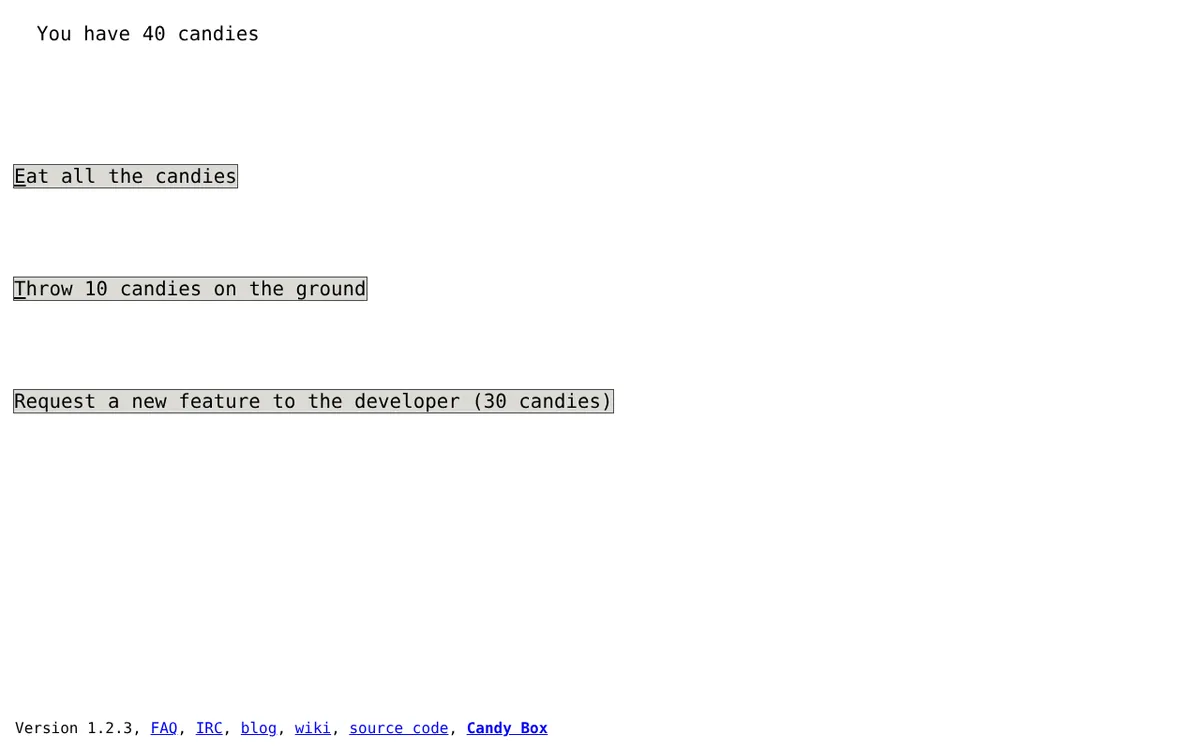 You have 40 candies
Eat all the candies
Throw 10 candies on the ground
Request a new feature to the developer (30 candies)
Version 1.2.3, FAQ, IRC, blog, wiki, source code, Candy Box